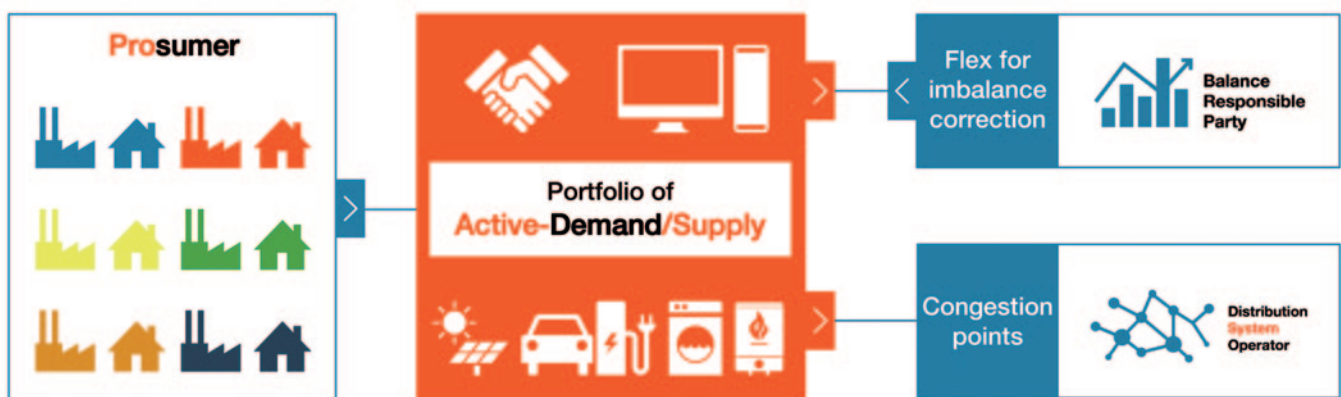 Prosumer
Portfolio of
Active-Demand/Supply
Flex for
imbalance
correction
Balance
Responsible
Party
Congestion
points
Distribution
System
Operator